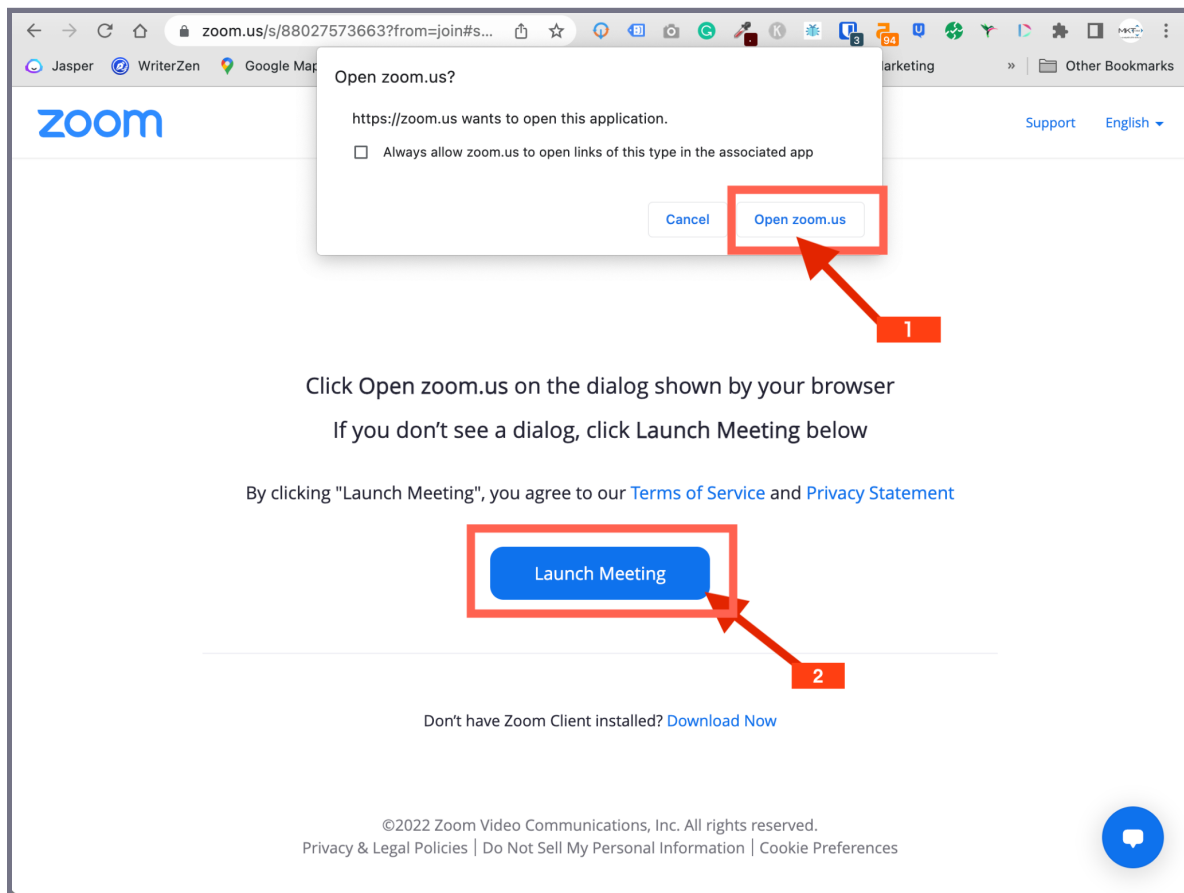 zoom.us/s/88027573663?from=join#s...
3
94
Jasper
WriterZen
Google Map
arketing
»
Other Bookmarks
Open zoom.us?
https://zoom.us wants to open this application.
Always allow zoom.us to open links of this type in the associated app
Cancel
Open zoom.us
zoom
Support
English
1
Click Open zoom.us on the dialog shown by your browser
If you don’t see a dialog, click Launch Meeting below
By clicking "Launch Meeting", you agree to our Terms of Service and Privacy Statement
Launch Meeting
2
Don’t have Zoom Client installed? Download Now
©2022 Zoom Video Communications, Inc. All rights reserved.
Privacy & Legal Policies | Do Not Sell My Personal Information | Cookie Preferences